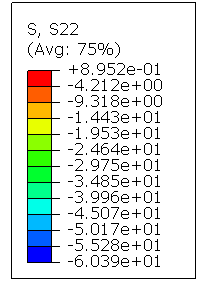 S, S22
(Avg: 75%)
+8.952e-01
-4.212e+00
-9.318e+00
-1.443e+01
-1.953e+01
-2.464e+01
-2.975e+01
-3.485e+01
-3.996e+01
-4.507e+01
-5.017e+01
-5.528e+01
-6.039e+01